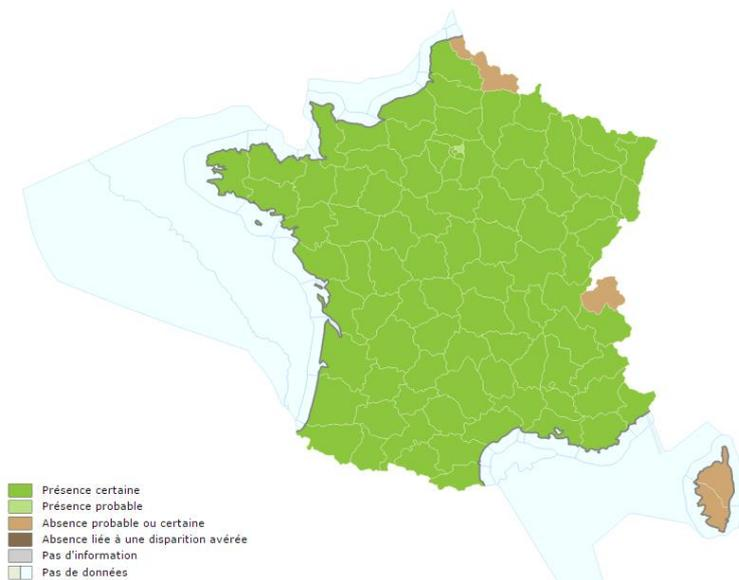 Présence certaine
Présence probable
Absence probable ou certaine
Absence liée à une disparition avérée
Pas d'information
Pas de données